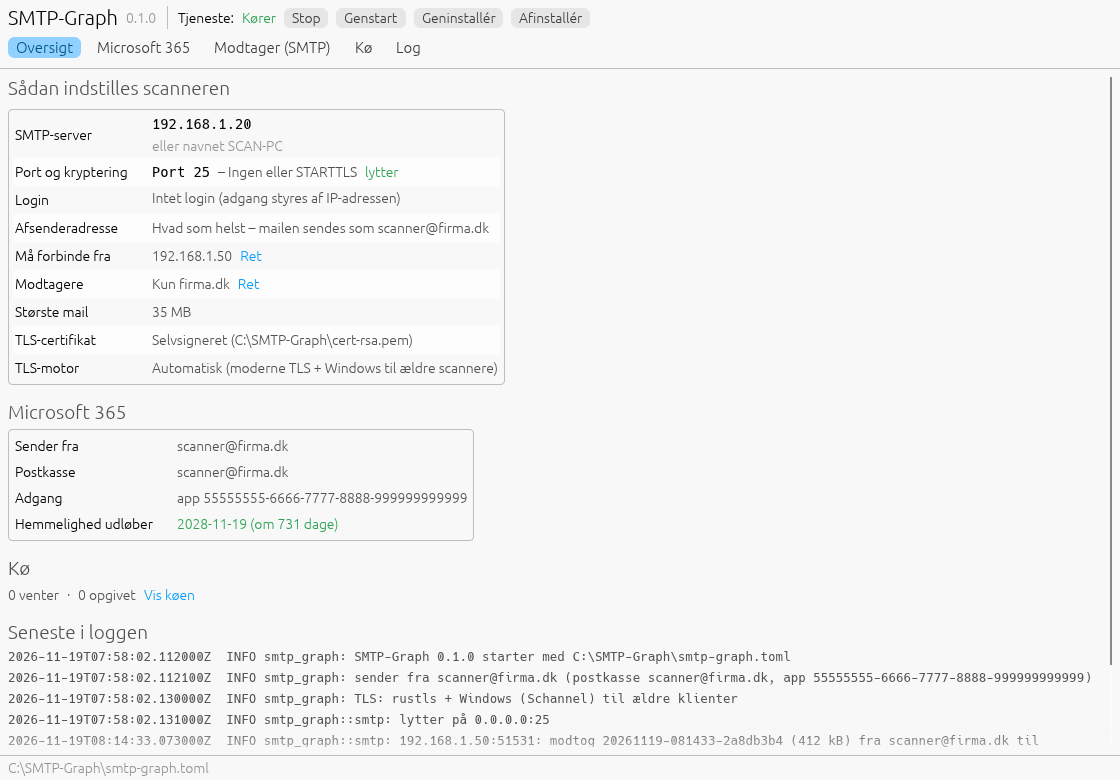 SMTP-Graph 0.1.0 Tjeneste: Kører Stop Genstart Geninstallér Afinstallér
Oversigt Microsoft 365 Modtager (SMTP) Kø Log
Sådan indstilles scanneren
SMTP-server 192.168.1.20
eller navnet SCAN-PC
Port og kryptering Port 25 – Ingen eller STARTTLS lytter
Login Intet login (adgang styres af IP-adressen)
Afsenderadresse Hvad som helst – mailen sendes som scanner@firma.dk
Må forbinde fra 192.168.1.50 Ret
Modtagere Kun firma.dk Ret
Største mail 35 MB
TLS-certifikat Selvsigneret (C:\SMTP-Graph\cert-rsa.pem)
TLS-motor Automatisk (moderne TLS + Windows til ældre scannere)
Microsoft 365
Sender fra scanner@firma.dk
Postkasse scanner@firma.dk
Adgang app 55555555-6666-7777-8888-999999999999
Hemmelighed udløber 2028-11-19 (om 731 dage)
Kø
0 venter · 0 opgivet Vis køen
Seneste i loggen
2026-11-19T07:58:02.112000Z INFO smtp_graph: SMTP-Graph 0.1.0 starter med C:\SMTP-Graph\smtp-graph.toml
2026-11-19T07:58:02.112100Z INFO smtp_graph: sender fra scanner@firma.dk (postkasse scanner@firma.dk, app 55555555-6666-7777-8888-999999999999)
2026-11-19T07:58:02.130000Z INFO smtp_graph: TLS: rustls + Windows (Schannel) til ældre klienter
2026-11-19T07:58:02.131000Z INFO smtp_graph::smtp: lytter på 0.0.0.0:25
2026-11-19T08:14:33.073000Z INFO smtp_graph::smtp: 192.168.1.50:51531: modtog 20261119-081433-2a8db3b4 (412 kB) fra scanner@firma.dk til
C:\SMTP-Graph\smtp-graph.toml